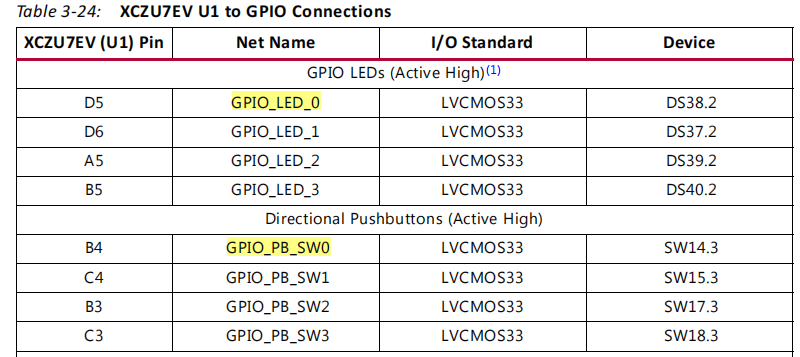 Table 3-24: XCZU7EV U1 to GPIO Connections
XCZU7EV (U1) Pin Net Name I/O Standard Device
GPIO LEDs (Active High)(1)
D5 GPIO_LED_0 LVCMOS33 DS38.2
D6 GPIO_LED_1 LVCMOS33 DS37.2
A5 GPIO_LED_2 LVCMOS33 DS39.2
B5 GPIO_LED_3 LVCMOS33 DS40.2
Directional Pushbuttons (Active High)
B4 GPIO_PB_SW0 LVCMOS33 SW14.3
C4 GPIO_PB_SW1 LVCMOS33 SW15.3
B3 GPIO_PB_SW2 LVCMOS33 SW17.3
C3 GPIO_PB_SW3 LVCMOS33 SW18.3